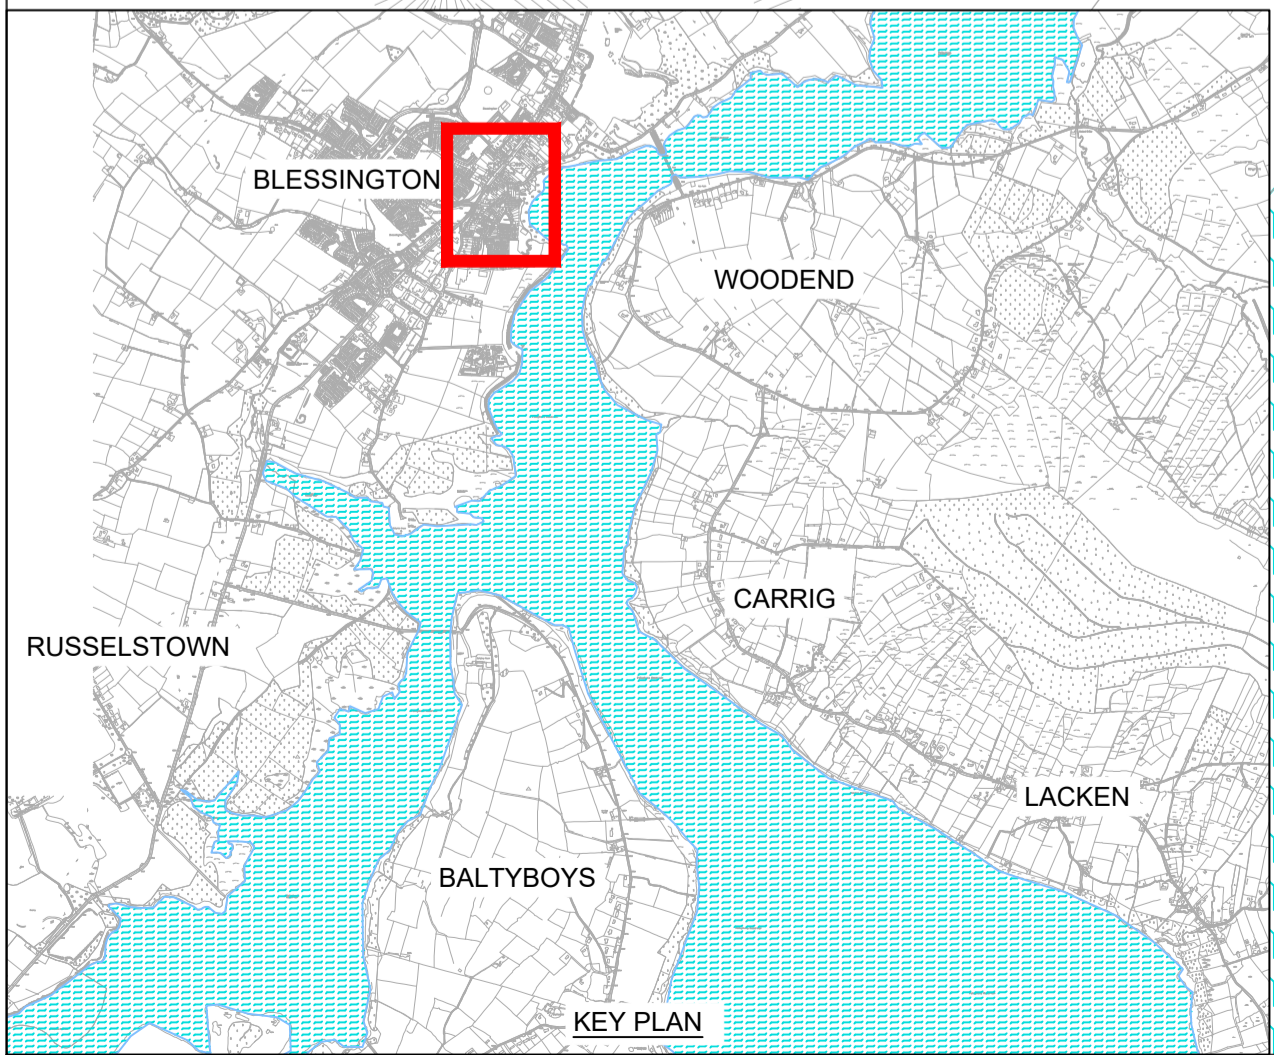 BLESSINGTON
WOODEND
CARRIG
RUSSELSTOWN
LACKEN
BALTYBOYS
KEY PLAN